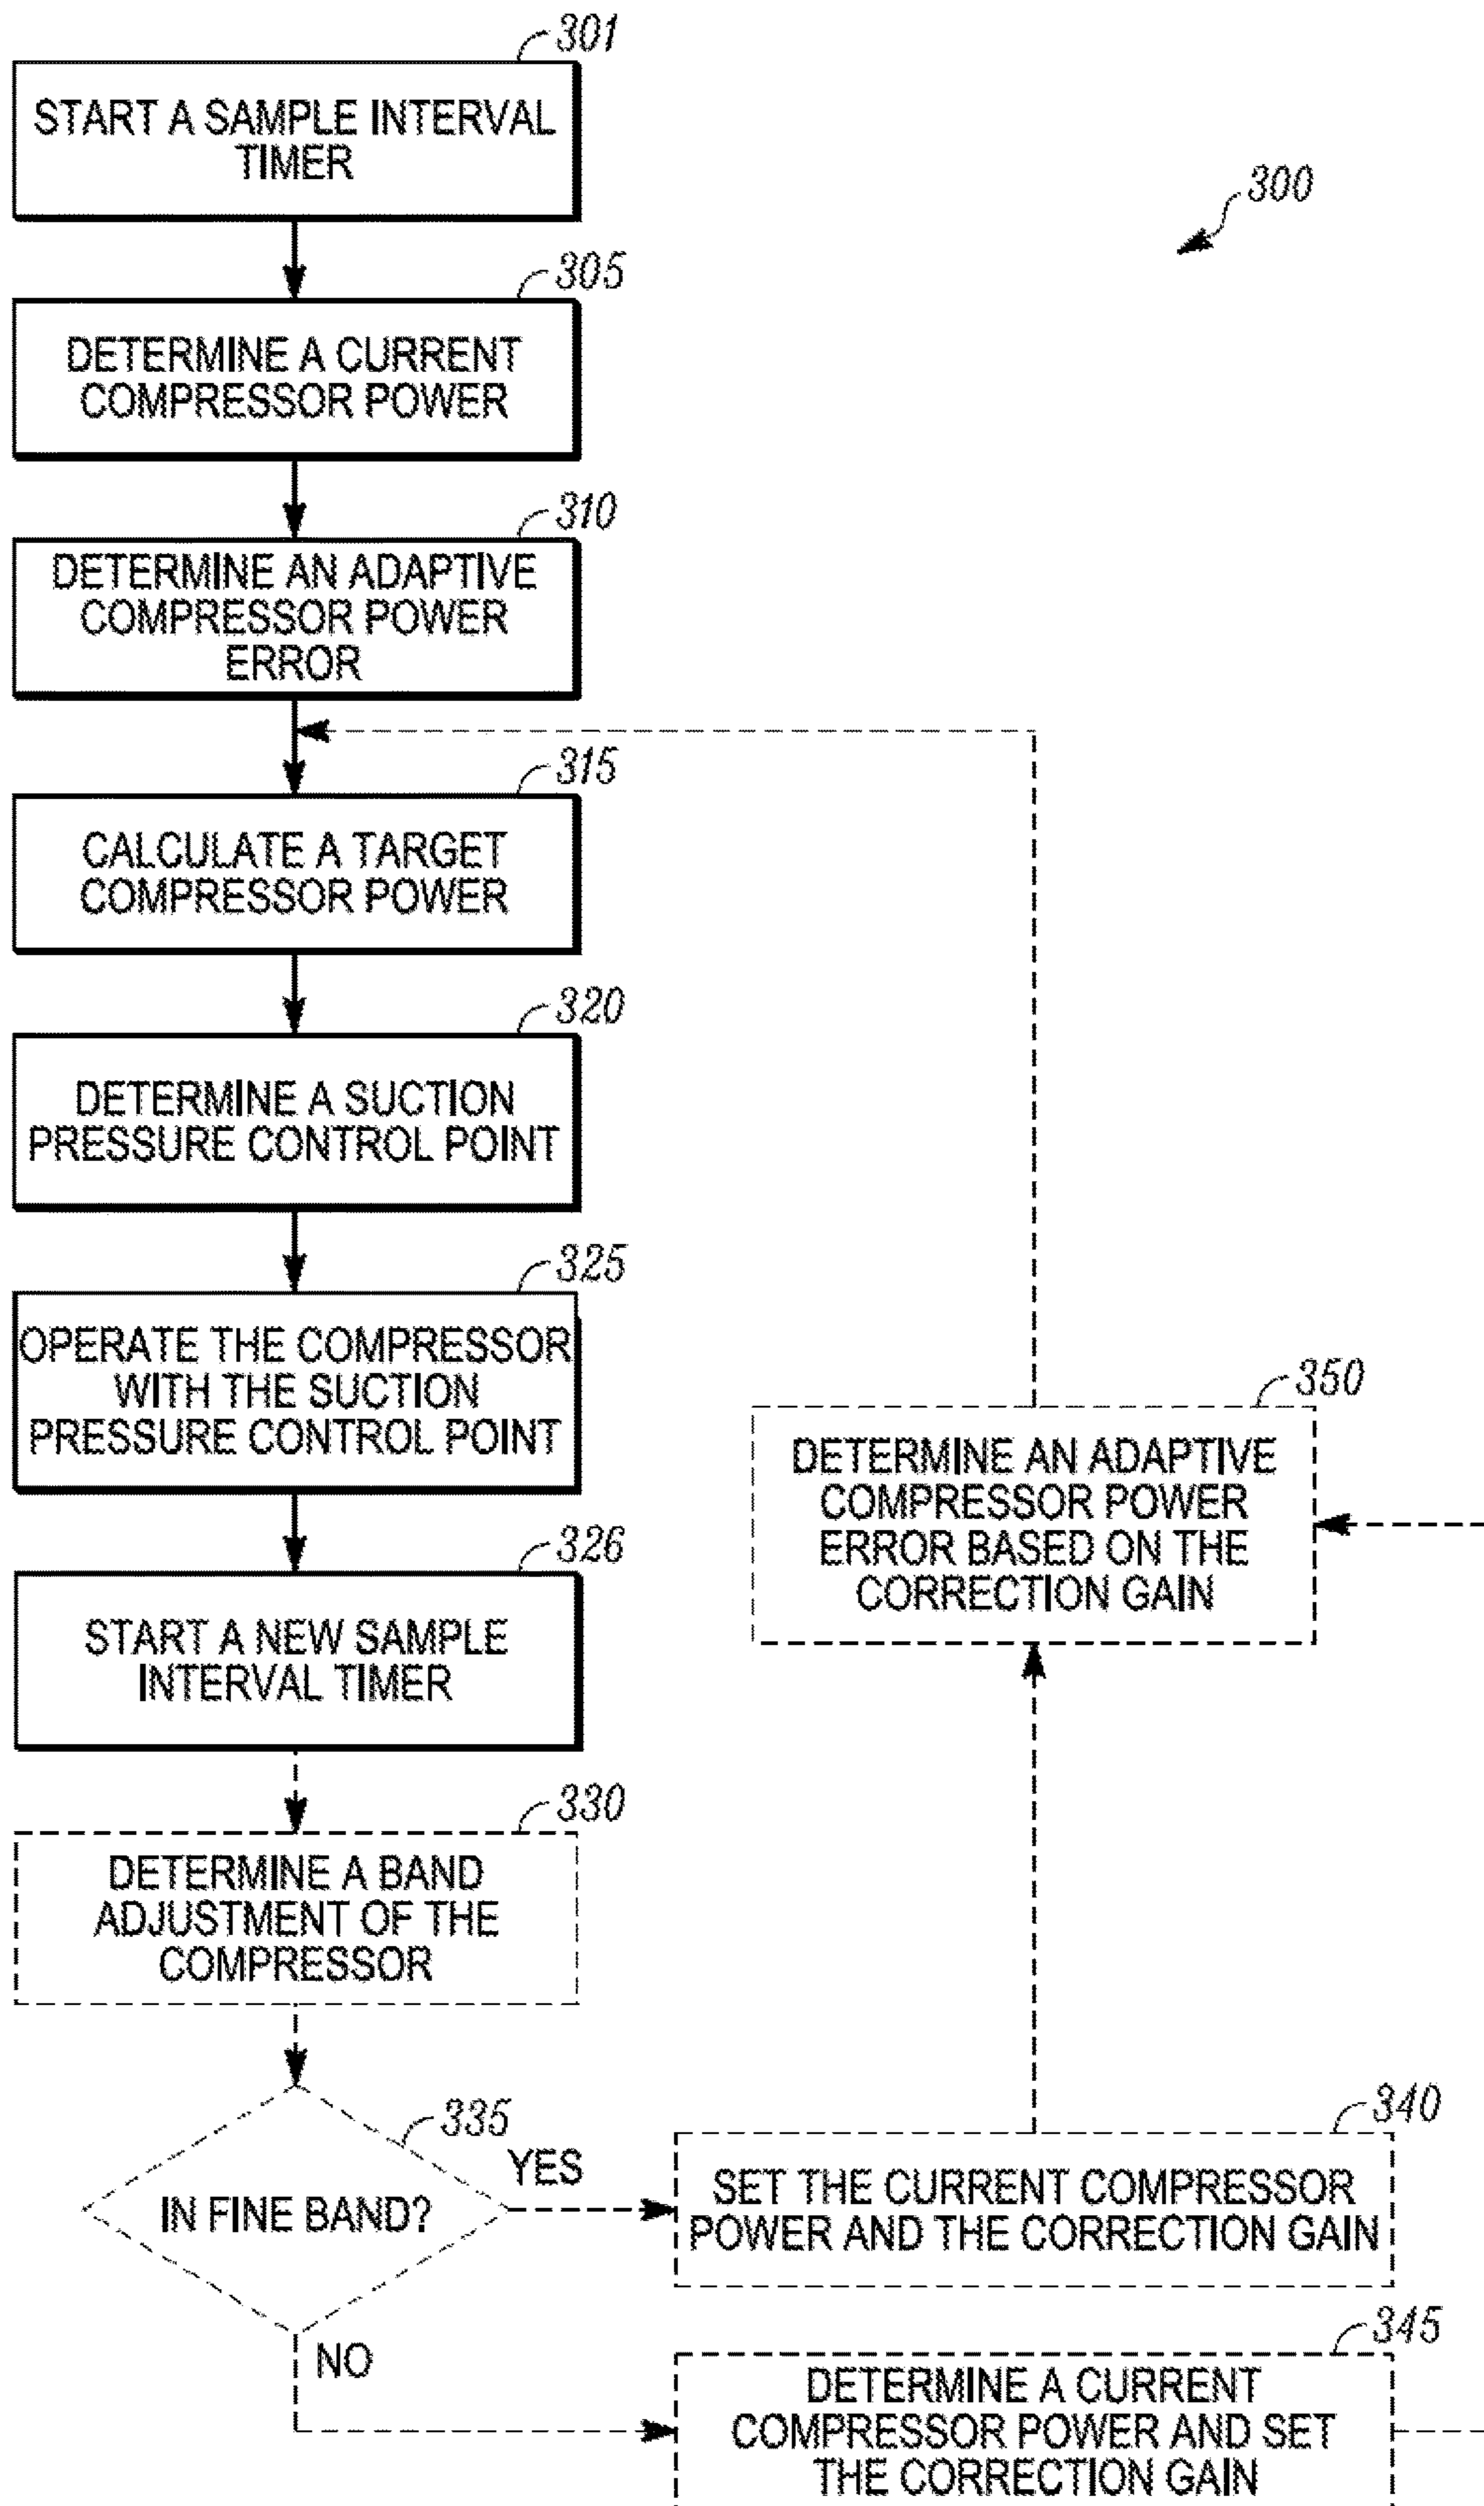 301
START A SAMPLE INTERVAL
TIMER
300
305
DETERMINE A CURRENT
COMPRESSOR POWER
310
DETERMINE AN ADAPTIVE
COMPRESSOR POWER
ERROR
315
CALCULATE A TARGET
COMPRESSOR POWER
320
DETERMINE A SUCTION
PRESSURE CONTROL POINT
325
OPERATE THE COMPRESSOR
WITH THE SUCTION
PRESSURE CONTROL POINT
326
START A NEW SAMPLE
INTERVAL TIMER
330
DETERMINE A BAND
ADJUSTMENT OF THE
COMPRESSOR
335
IN FINE BAND?
YES
NO
340
SET THE CURRENT COMPRESSOR
POWER AND THE CORRECTION GAIN
345
DETERMINE A CURRENT
COMPRESSOR POWER AND SET
THE CORRECTION GAIN
350
DETERMINE AN ADAPTIVE
COMPRESSOR POWER
ERROR BASED ON THE
CORRECTION GAIN